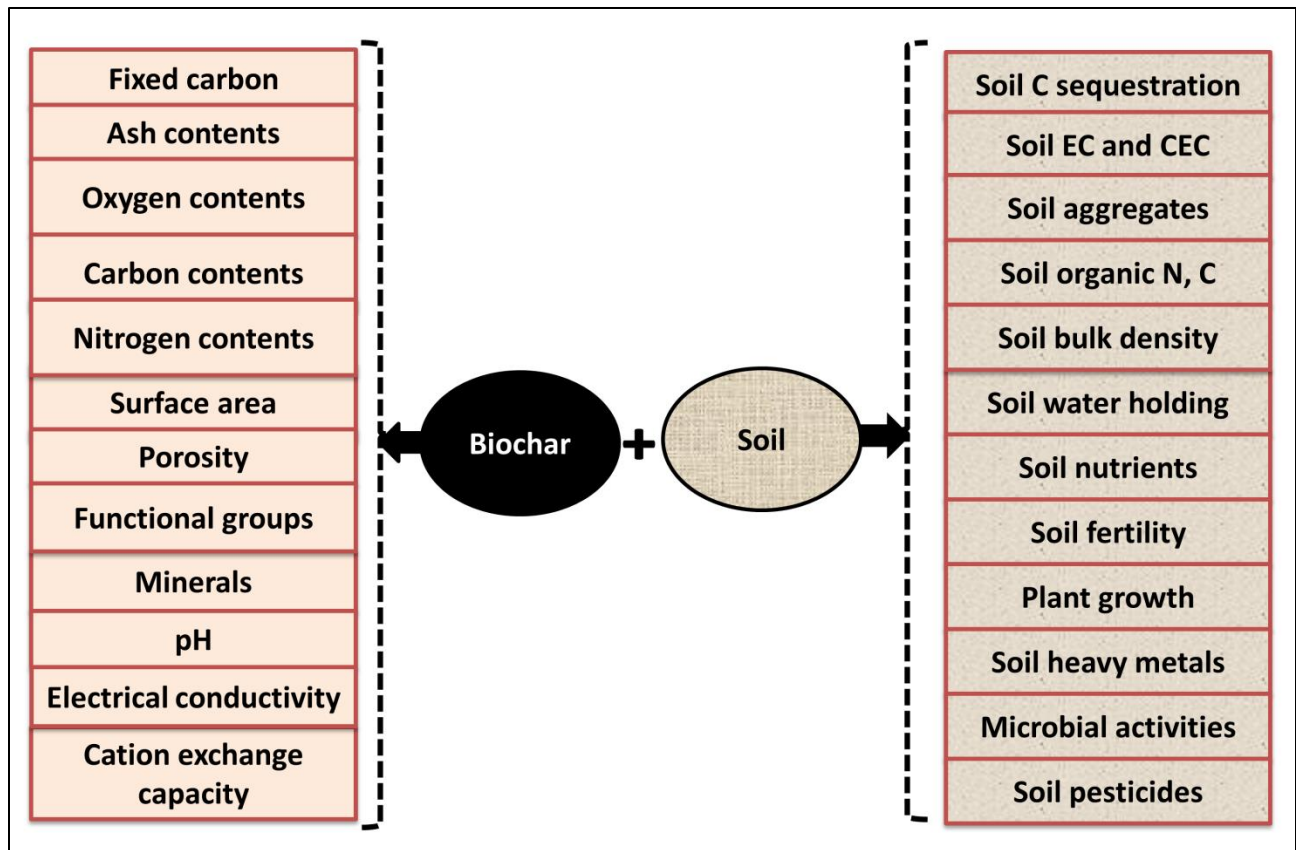 Fixed carbon
Ash contents
Oxygen contents
Carbon contents
Nitrogen contents
Surface area
Porosity
Functional groups
Minerals
pH
Electrical conductivity
Cation exchange
capacity
Biochar
+
Soil
Soil C sequestration
Soil EC and CEC
Soil aggregates
Soil organic N, C
Soil bulk density
Soil water holding
Soil nutrients
Soil fertility
Plant growth
Soil heavy metals
Microbial activities
Soil pesticides